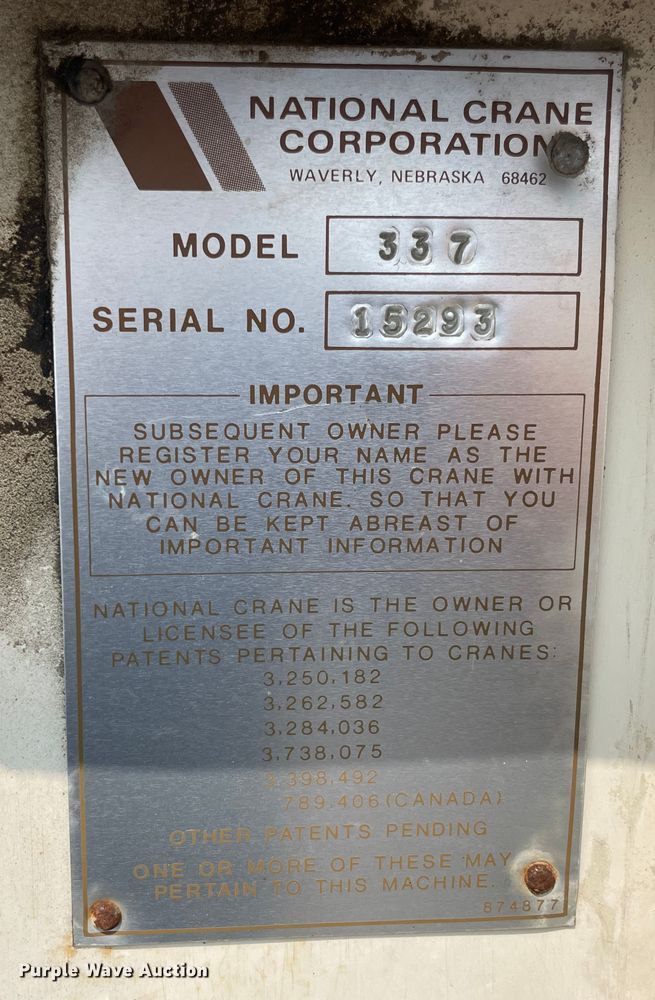 NATIONAL CRANE
CORPORATION
WAVERLY, NEBRASKA 68462
MODEL 337
SERIAL NO. 15293
IMPORTANT
SUBSEQUENT OWNER PLEASE
REGISTER YOUR NAME AS THE
NEW OWNER OF THIS CRANE WITH
NATIONAL CRANE. SO THAT YOU
CAN BE KEPT ABREAST OF
IMPORTANT INFORMATION
NATIONAL CRANE IS THE OWNER OR
LICENSEE OF THE FOLLOWING
PATENTS PERTAINING TO CRANES:
3,250,182
3,262,582
3,284,036
3,738,075
3,398,492
789,406 (CANADA)
OTHER PATENTS PENDING
ONE OR MORE OF THESE MAY
PERTAIN TO THIS MACHINE.
874877
Purple Wave Auction